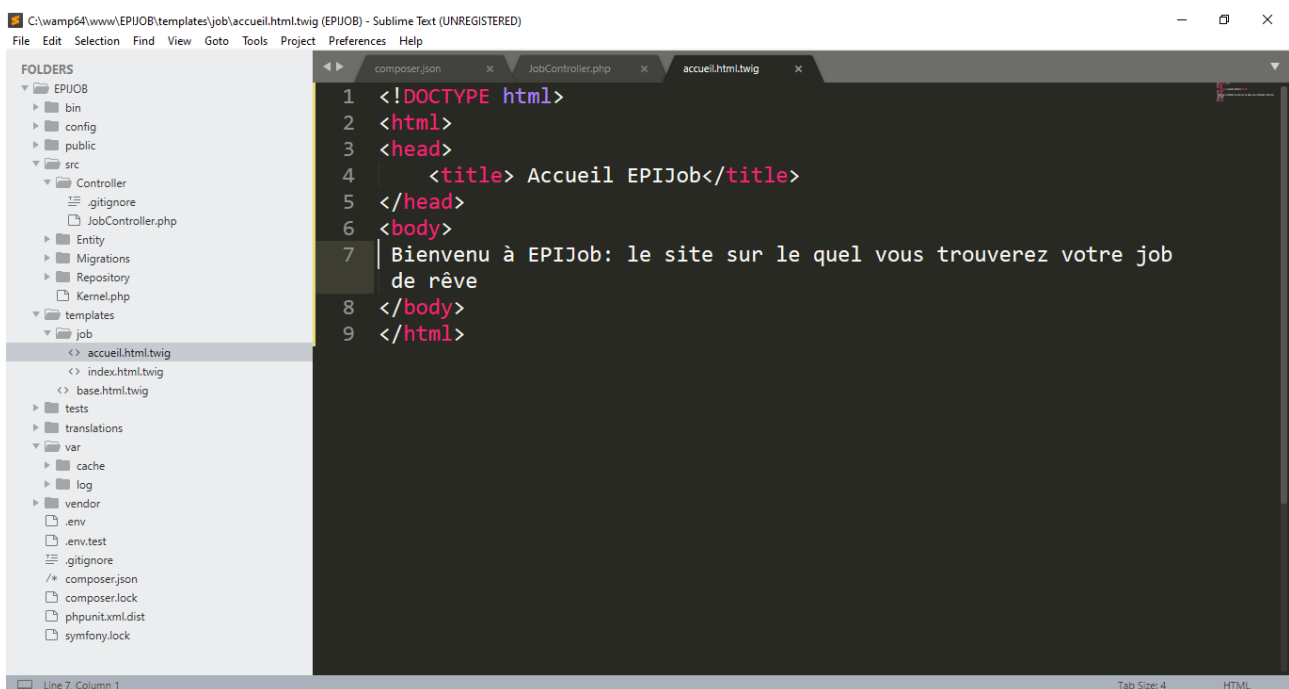 C:\wamp64\www\EPIJOB\templates\job\accueil.html.twig (EPIJOB) - Sublime Text (UNREGISTERED)
File Edit Selection Find View Goto Tools Project Preferences Help
FOLDERS
EPIJOB
bin
config
public
src
Controller
.gitignore
JobController.php
Entity
Migrations
Repository
Kernel.php
templates
job
accueil.html.twig
index.html.twig
base.html.twig
tests
translations
var
cache
log
vendor
.env
.env.test
.gitignore
composer.json
composer.lock
phpunit.xml.dist
symfony.lock
composer.json JobController.php accueil.html.twig
1 <!DOCTYPE html>
2 <html>
3 <head>
4 <title> Accueil EPIJob</title>
5 </head>
6 <body>
7 Bienvenu à EPIJob: le site sur le quel vous trouverez votre job
de rêve
8 </body>
9 </html>
Line 7, Column 1 Tab Size: 4 HTML